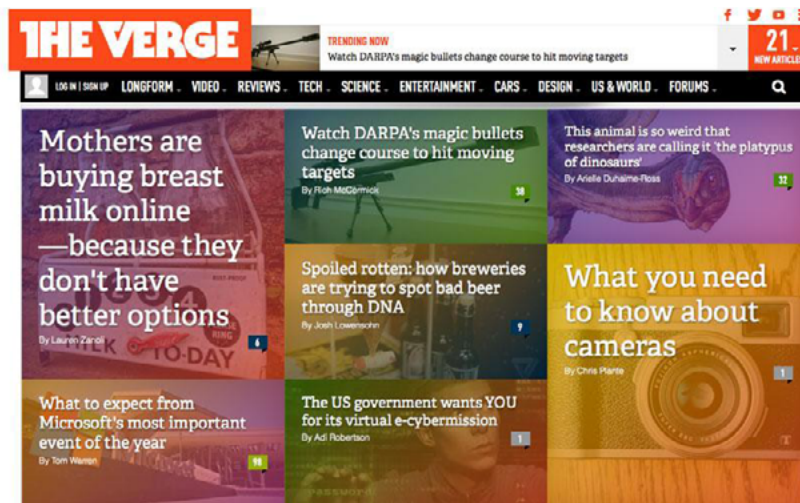 THE VERGE
TRENDING NOW
Watch DARPA's magic bullets change course to hit moving targets
21
NEW ARTICLES
LOG IN | SIGN UP LONGFORM VIDEO REVIEWS TECH SCIENCE ENTERTAINMENT CARS DESIGN US & WORLD FORUMS
Mothers are
buying breast
milk online
—because they
don't have
better options
By Lauren Zanolli
6
Watch DARPA's magic bullets
change course to hit moving
targets
By Rich McCormick
38
This animal is so weird that
researchers are calling it 'the platypus
of dinosaurs'
By Arielle Duhaime-Ross
32
Spoiled rotten: how breweries
are trying to spot bad beer
through DNA
By Josh Lowensohn
9
What you need
to know about
cameras
By Chris Plante
1
What to expect from
Microsoft's most important
event of the year
By Tom Warren
98
The US government wants YOU
for its virtual e-cybermission
By Adi Robertson
1
MILK TO-DAY
PASSWORD